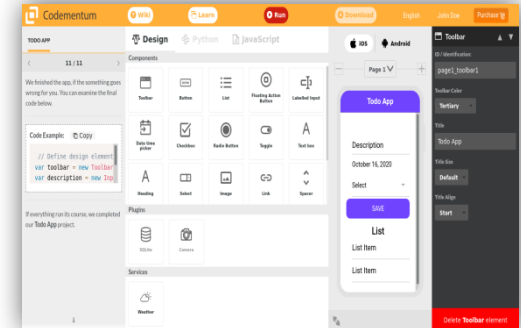 Codementum
Wiki
Learn
Run
Download
English
Join Dise
Purchase
TODO APP
11 / 11
We finished the app, if the something goes
wrong for you. You can examine the final
code below.
Code Example: Copy
// Define design element
var toolbar = new Toolbar
var description = new Inp
If everything run its course, we completed
our Todo App project.
Design
Python
JavaScript
Components
Toolbar
Button
List
Floating Action
Button
Labelled Input
Date time
picker
Checkbox
Radio Button
Toggle
Text box
Heading
Select
Image
Link
Spacer
Plugins
SQLite
Camera
Services
Weather
iOS
Android
Page 1
Todo App
Description
October 16, 2020
Select
SAVE
List
List Item
List Item
Toolbar
ID / Identification:
page1_toolbar1
Toolbar Color
Tertiary
Title
Todo App
Title Size
Default
Title Align
Start
Delete Toolbar element